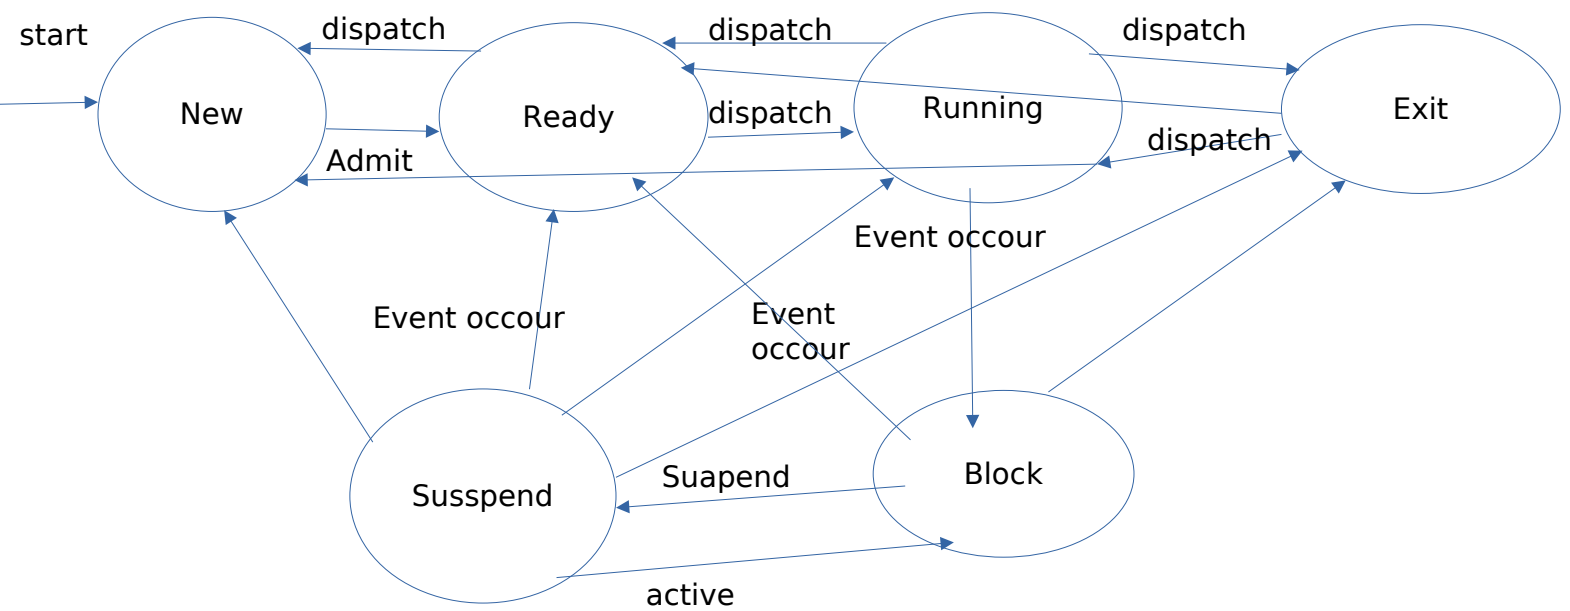 start
dispatch
dispatch
dispatch
New
Ready
dispatch
Running
Exit
Admit
dispatch
Event occour
Event occour
Event
occour
Susspend
Suapend
Block
active